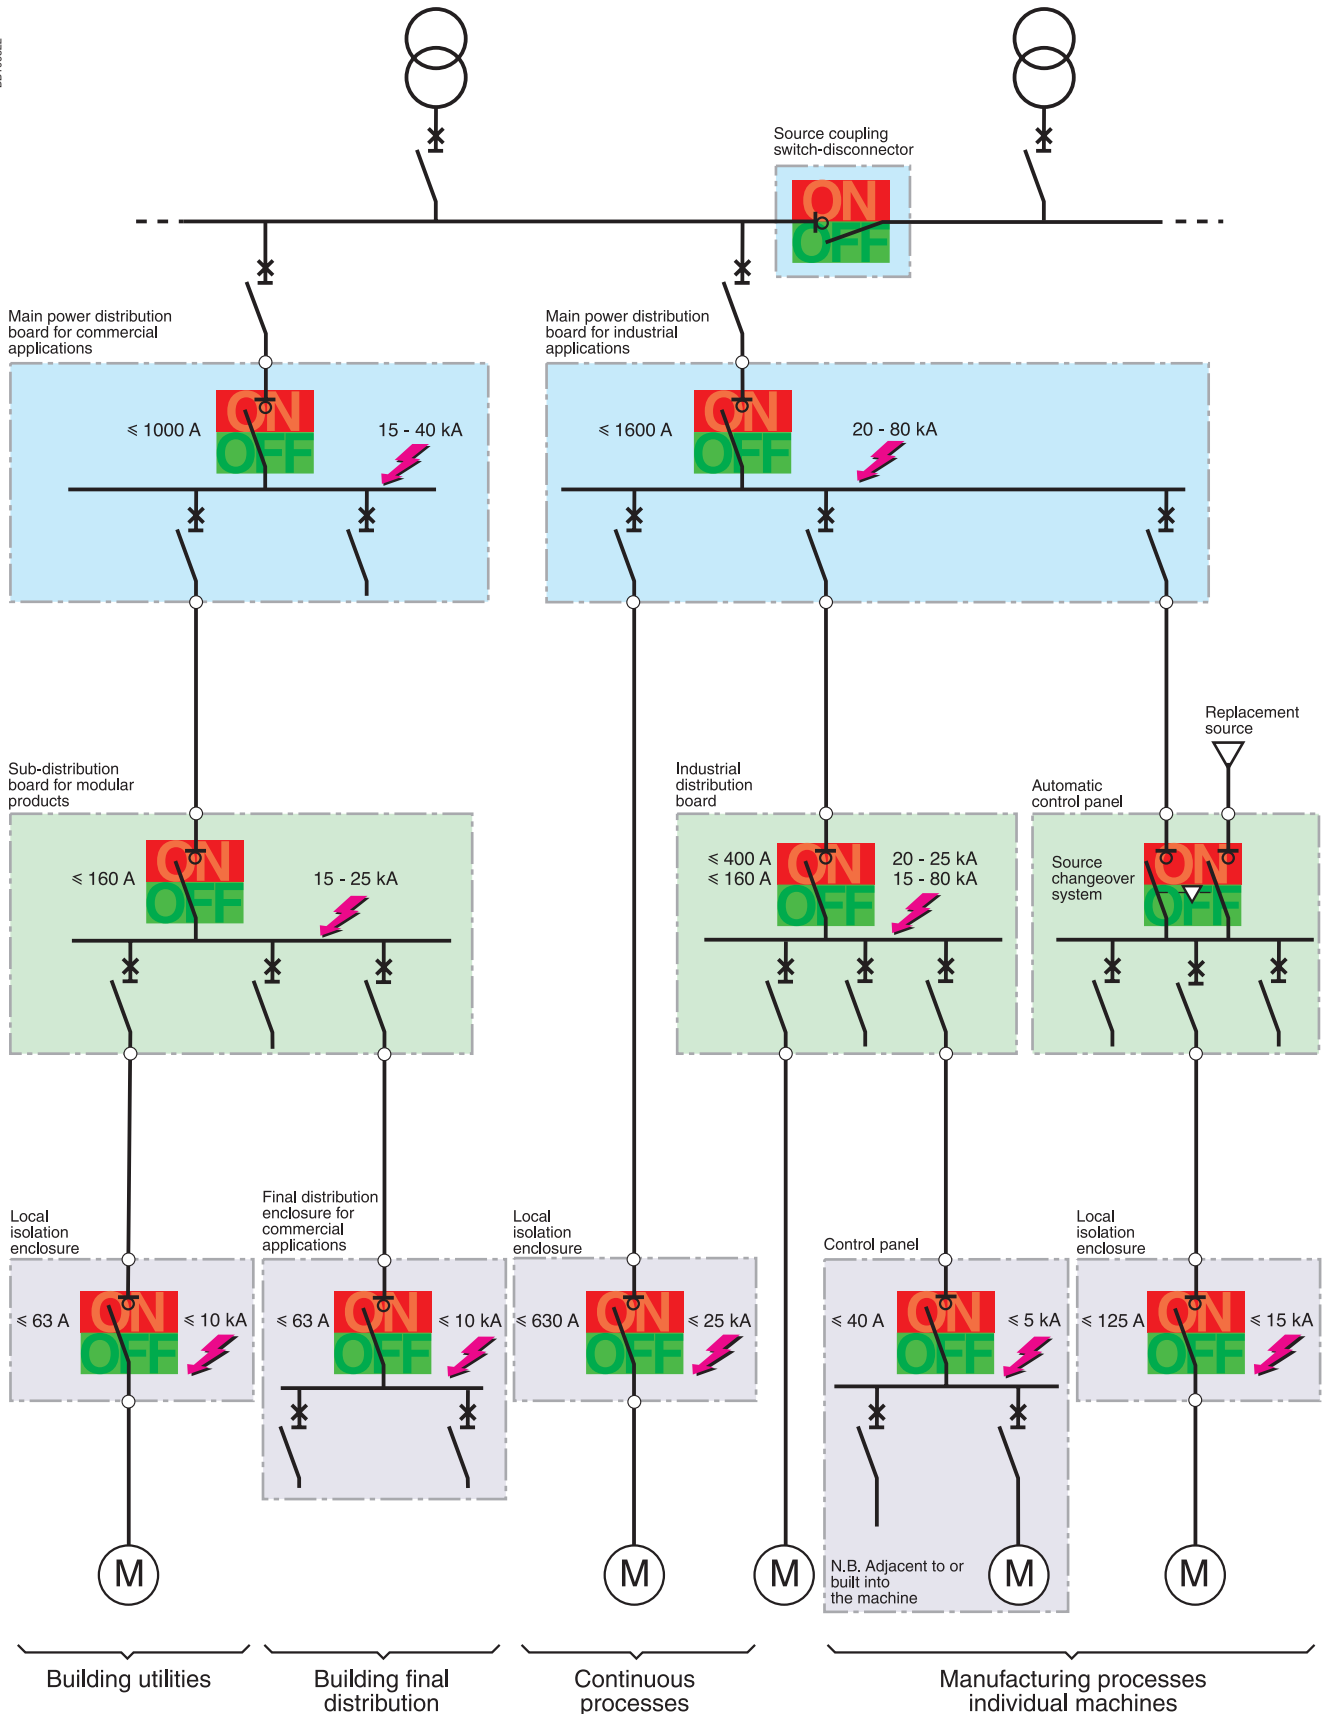 Source coupling
switch-disconnector
ON
OFF
Main power distribution
board for commercial
applications
≤ 1000 A
ON
OFF
15 - 40 kA
Main power distribution
board for industrial
applications
≤ 1600 A
ON
OFF
20 - 80 kA
Replacement
source
Sub-distribution
board for modular
products
≤ 160 A
ON
OFF
15 - 25 kA
Industrial
distribution
board
≤ 400 A
≤ 160 A
ON
OFF
20 - 25 kA
15 - 80 kA
Automatic
control panel
Source
changeover
system
ON
OFF
Local
isolation
enclosure
≤ 63 A
ON
OFF
≤ 10 kA
Final distribution
enclosure for
commercial
applications
≤ 63 A
ON
OFF
≤ 10 kA
Local
isolation
enclosure
≤ 630 A
ON
OFF
≤ 25 kA
Control panel
≤ 40 A
ON
OFF
≤ 5 kA
Local
isolation
enclosure
≤ 125 A
ON
OFF
≤ 15 kA
M
M
M
N.B. Adjacent to or
built into
the machine
M
M
Building utilities
Building final
distribution
Continuous
processes
Manufacturing processes
individual machines